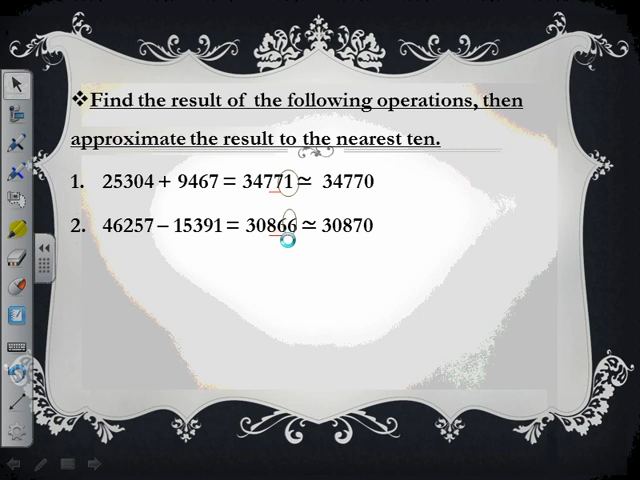 ❖Find the result of the following operations, then
approximate the result to the nearest ten.
1. 25304 + 9467 = 34771 ≃ 34770
2. 46257 – 15391 = 30866 ≃ 30870